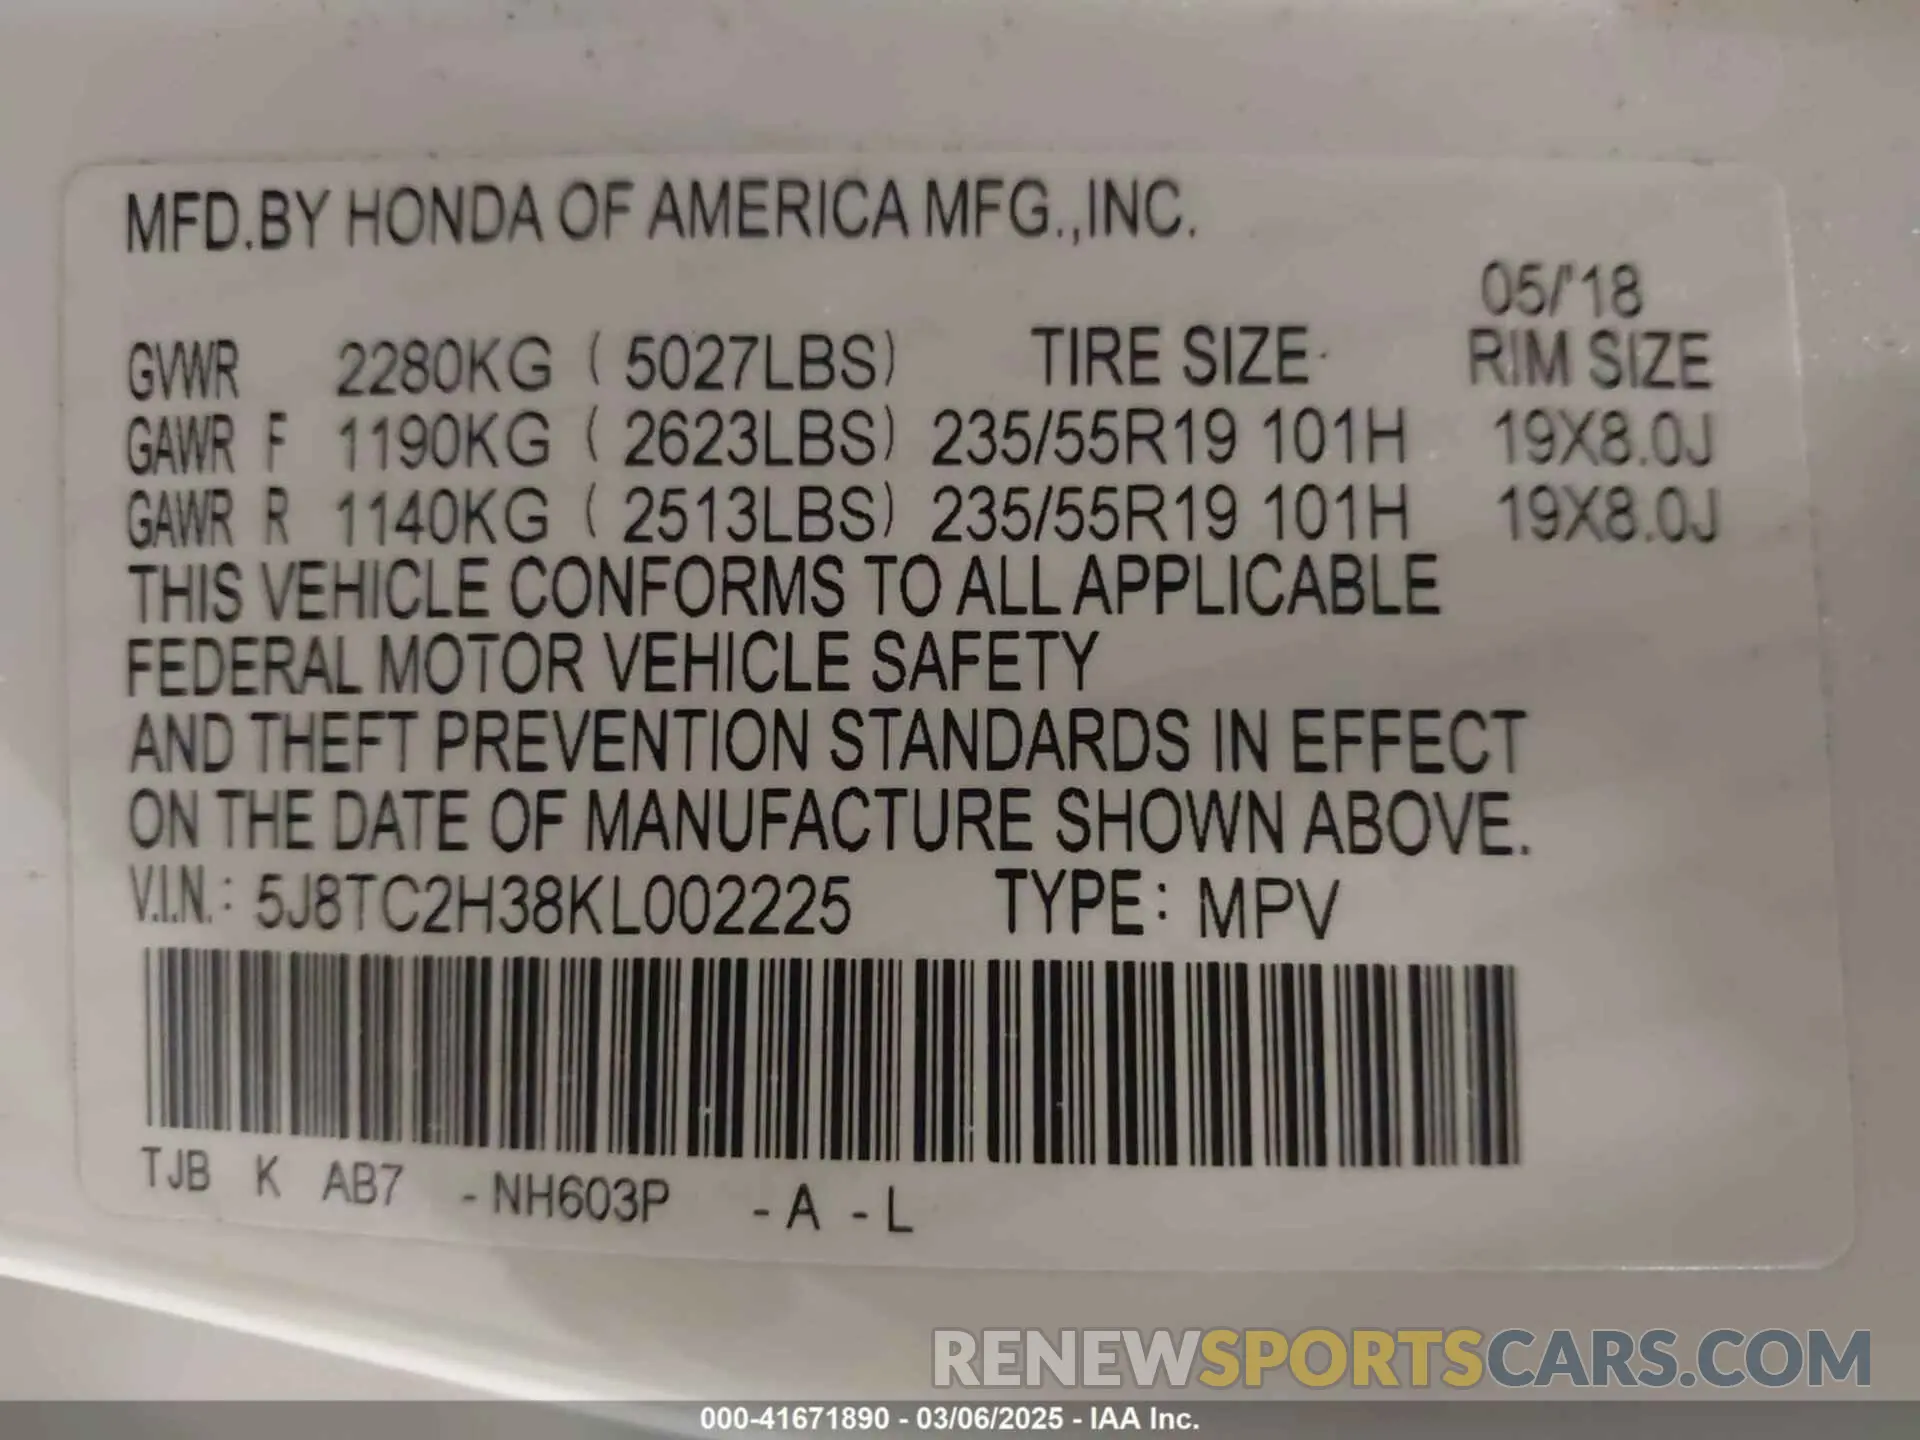 MFD.BY HONDA OF AMERICA MFG.,INC.
05/'18
GVWR 2280KG ( 5027LBS) TIRE SIZE RIM SIZE
GAWR F 1190KG ( 2623LBS) 235/55R19 101H 19X8.0J
GAWR R 1140KG ( 2513LBS) 235/55R19 101H 19X8.0J
THIS VEHICLE CONFORMS TO ALL APPLICABLE
FEDERAL MOTOR VEHICLE SAFETY
AND THEFT PREVENTION STANDARDS IN EFFECT
ON THE DATE OF MANUFACTURE SHOWN ABOVE.
V.I.N.: 5J8TC2H38KL002225 TYPE: MPV
TJB K AB7 -NH603P - A - L
RENEWSPORTSCARS.COM
000-41671890 - 03/06/2025 - IAA Inc.